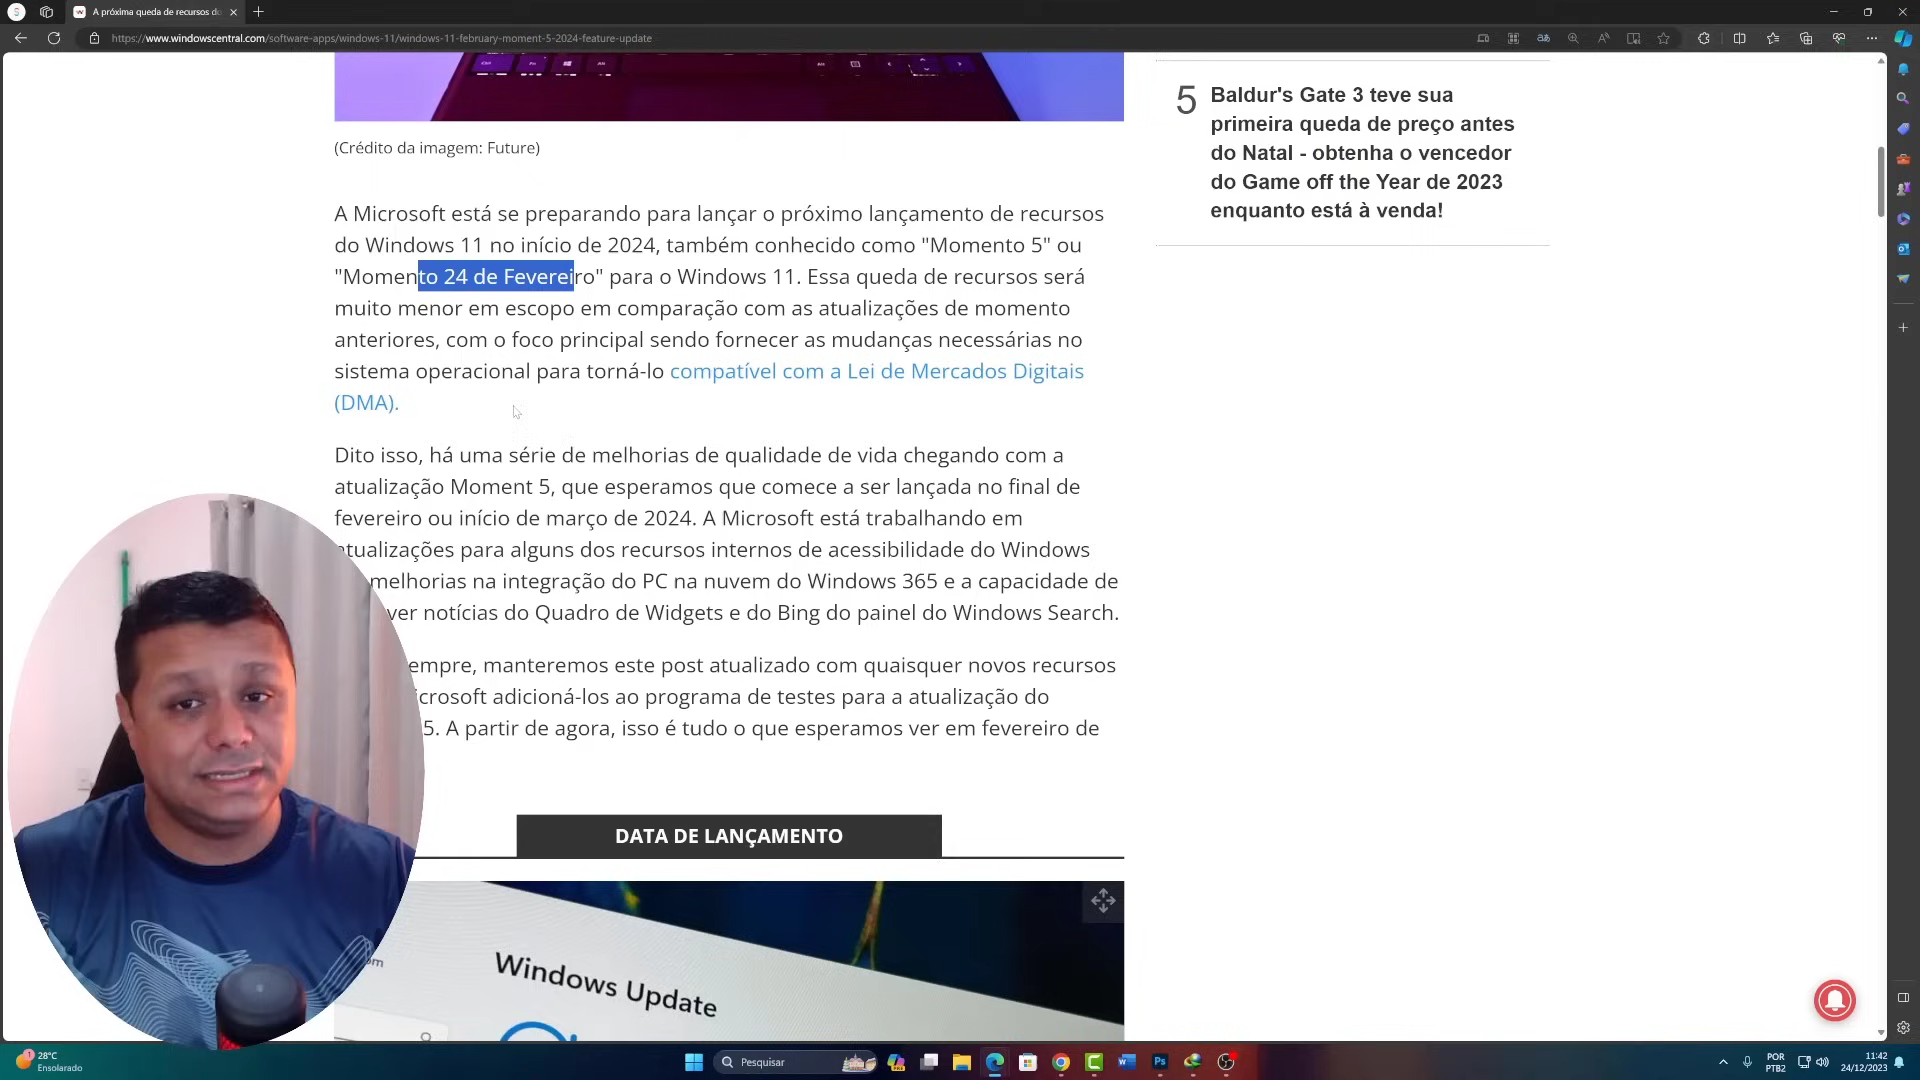 A próxima queda de recursos do
https://www.windowscentral.com/software-apps/windows-11/windows-11-february-moment-5-2024-feature-update
(Crédito da imagem: Future)
A Microsoft está se preparando para lançar o próximo lançamento de recursos
do Windows 11 no início de 2024, também conhecido como "Momento 5" ou
"Momento 24 de Fevereiro" para o Windows 11. Essa queda de recursos será
muito menor em escopo em comparação com as atualizações de momento
anteriores, com o foco principal sendo fornecer as mudanças necessárias no
sistema operacional para torná-lo compatível com a Lei de Mercados Digitais
(DMA).
Dito isso, há uma série de melhorias de qualidade de vida chegando com a
atualização Moment 5, que esperamos que comece a ser lançada no final de
fevereiro ou início de março de 2024. A Microsoft está trabalhando em
atualizações para alguns dos recursos internos de acessibilidade do Windows
melhorias na integração do PC na nuvem do Windows 365 e a capacidade de
ver notícias do Quadro de Widgets e do Bing do painel do Windows Search.
empre, manteremos este post atualizado com quaisquer novos recursos
icrosoft adicioná-los ao programa de testes para a atualização do
5. A partir de agora, isso é tudo o que esperamos ver em fevereiro de
DATA DE LANÇAMENTO
Windows Update
5
Baldur's Gate 3 teve sua
primeira queda de preço antes
do Natal - obtenha o vencedor
do Game off the Year de 2023
enquanto está à venda!
1
28°C
Ensolarado
Pesquisar
POR
PTB2
11:42
24/12/2023